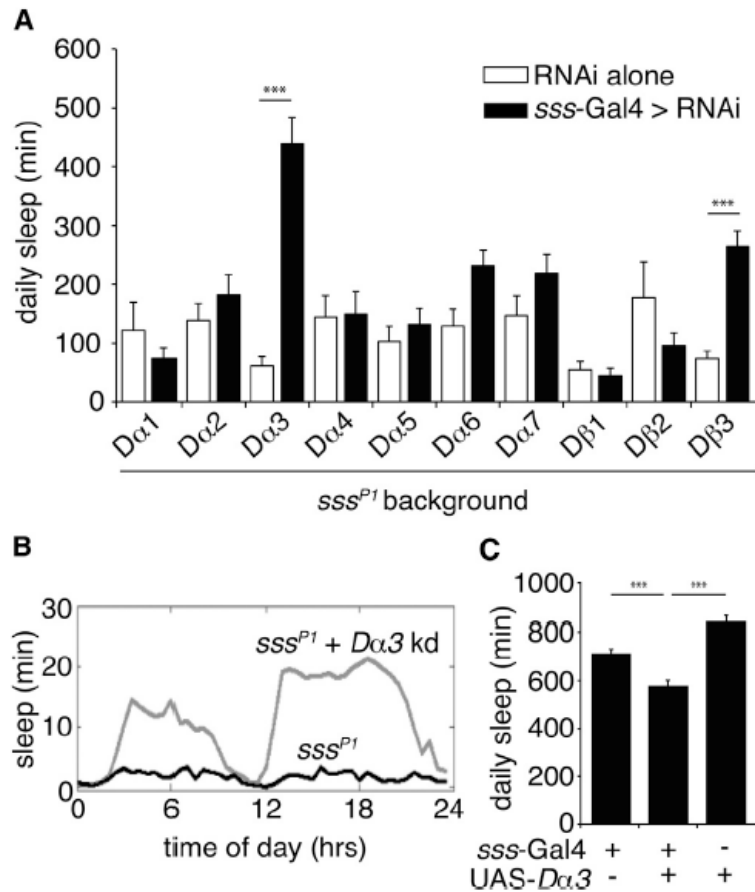 A
600
500
400
300
200
100
0
daily sleep (min)
RNAi alone
sss-Gal4 > RNAi
***
***
Dα1 Dα2 Dα3 Dα4 Dα5 Dα6 Dα7 Dβ1 Dβ2 Dβ3
sssP1 background
B
30
20
10
0
sleep (min)
sssP1 + Dα3 kd
sssP1
0 6 12 18 24
time of day (hrs)
C
1000
800
600
400
200
0
daily sleep (min)
*** ***
sss-Gal4 + + -
UAS-Dα3 - + +